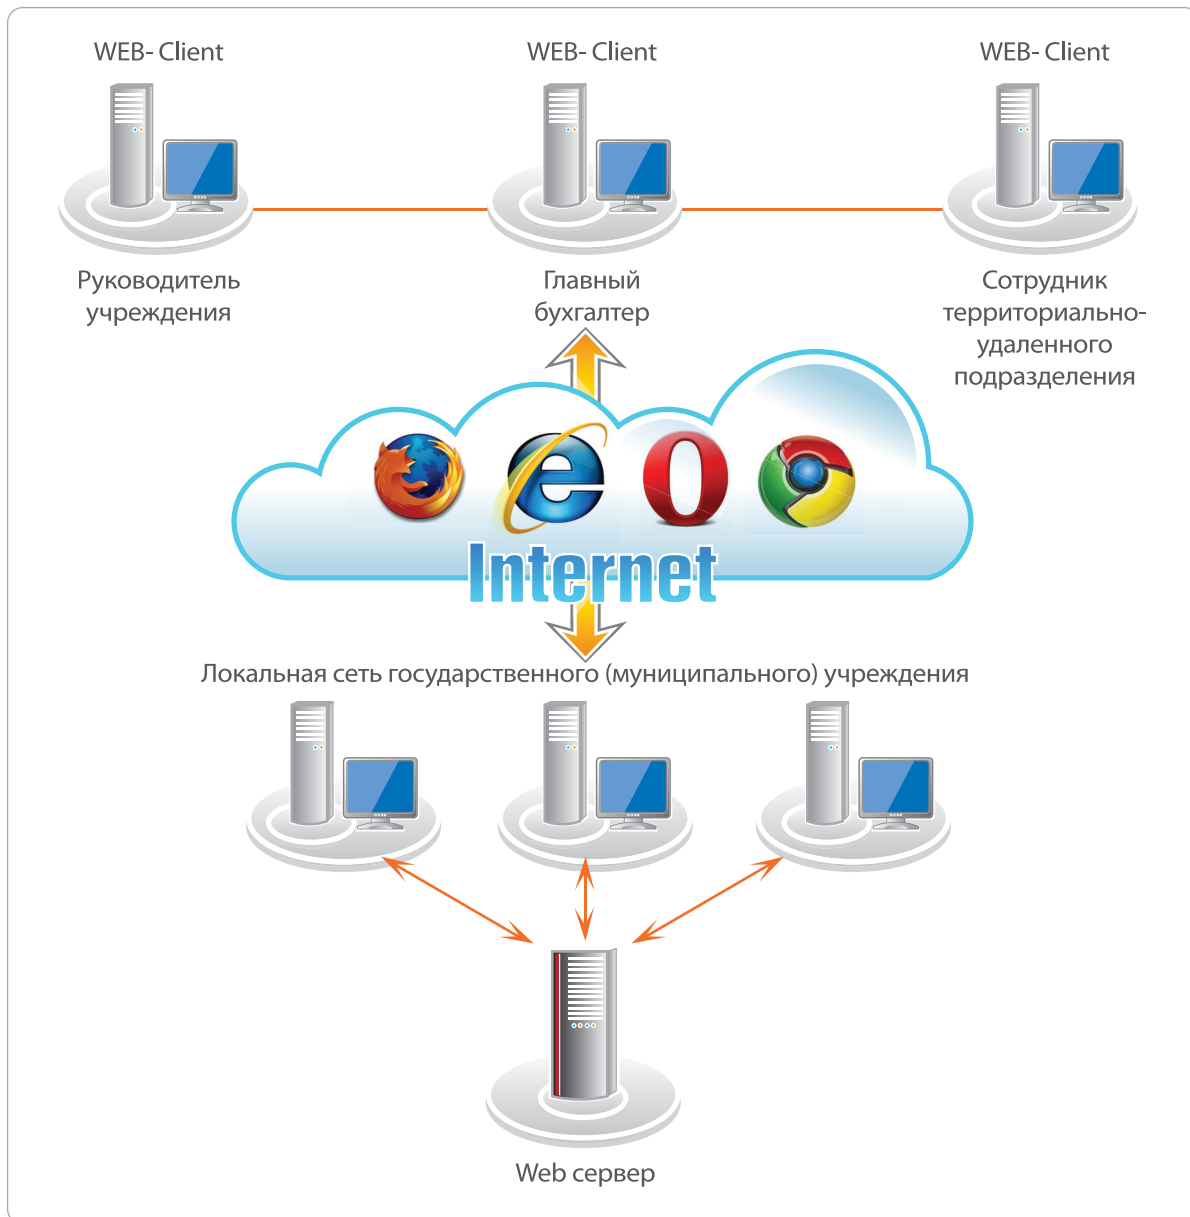 WEB- Client
WEB- Client
WEB- Client
Руководитель
учреждения
Главный
бухгалтер
Сотрудник
территориально-
удаленного
подразделения
Internet
Локальная сеть государственного (муниципального) учреждения
Web сервер